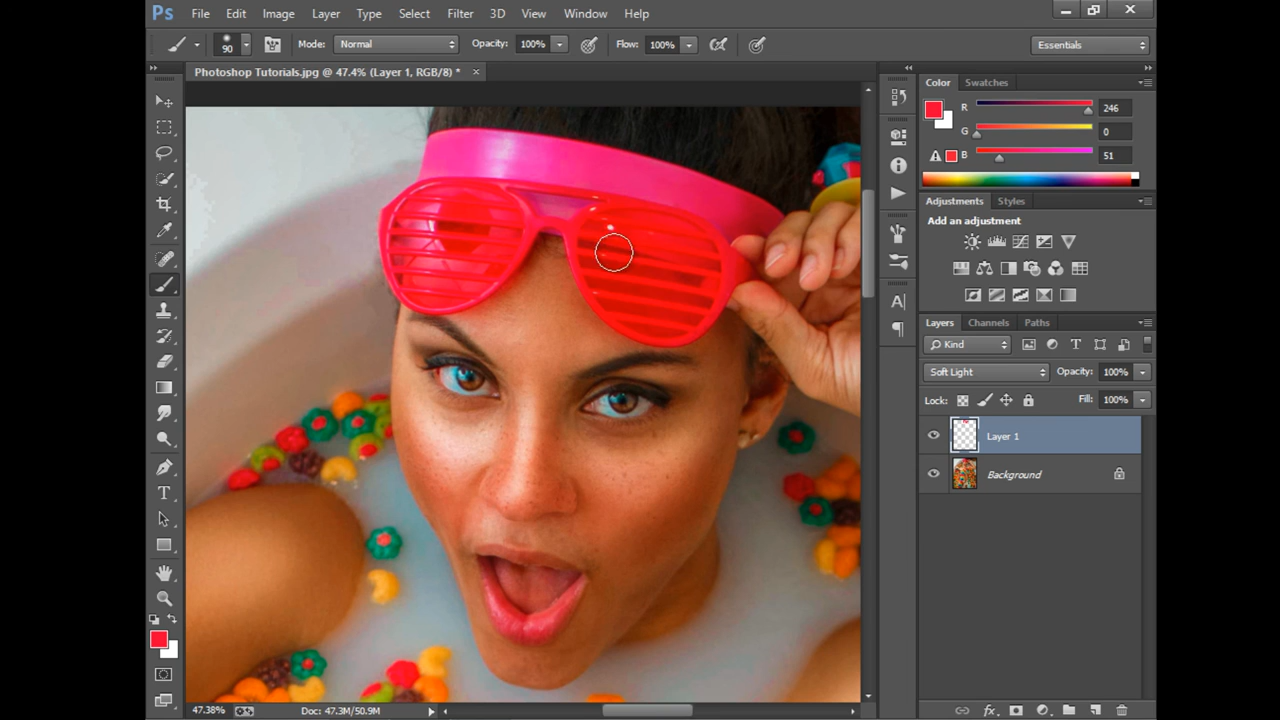 Ps File Edit Image Layer Type Select Filter 3D View Window Help
90 Mode: Normal Opacity: 100% Flow: 100% Essentials
Photoshop Tutorials.jpg @ 47.4% (Layer 1, RGB/8) * ×
Color Swatches
R 246
G 0
B 51
Adjustments Styles
Add an adjustment
Layers Channels Paths
Kind
Soft Light Opacity: 100%
Lock: Fill: 100%
Layer 1
Background
47.38% Doc: 47.3M/50.9M